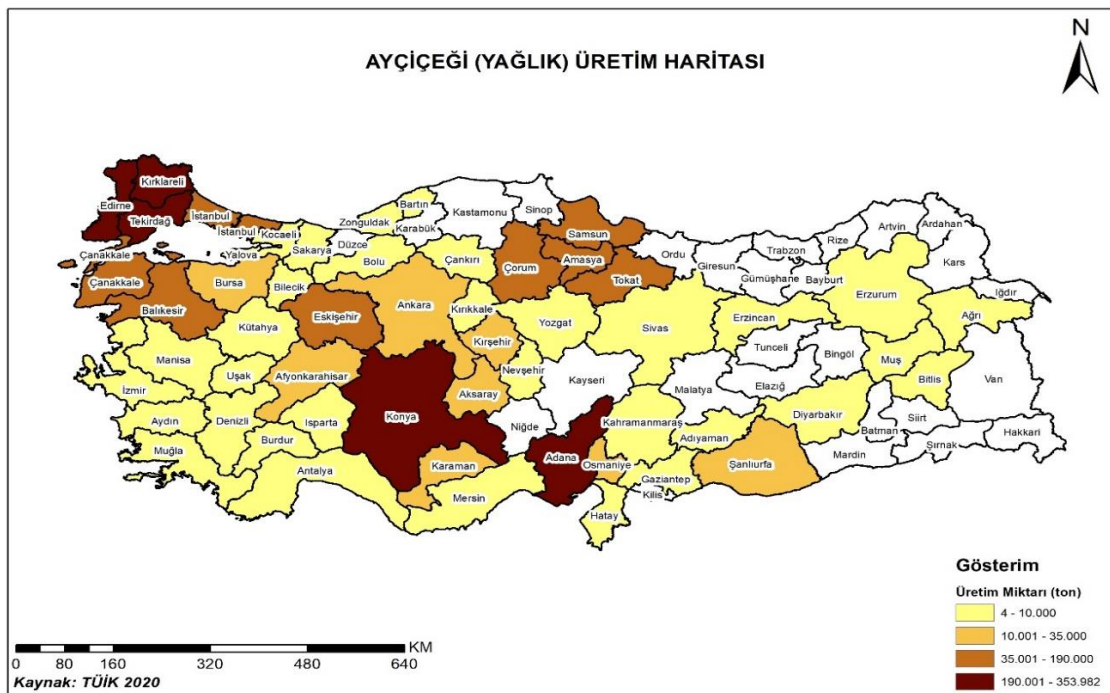 AYÇİÇEĞİ (YAĞLIK) ÜRETİM HARİTASI
N
Kırklareli
Edirne
Tekirdağ
İstanbul
İstanbul
Kocaeli
Yalova
Sakarya
Düzce
Zonguldak
Bartın
Karabük
Kastamonu
Sinop
Samsun
Ordu
Giresun
Trabzon
Rize
Artvin
Ardahan
Kars
Iğdır
Gümüşhane
Bayburt
Çanakkale
Çanakkale
Balıkesir
Bursa
Bilecik
Bolu
Çankırı
Çorum
Amasya
Tokat
Erzurum
Ağrı
Eskişehir
Ankara
Kırıkkale
Yozgat
Sivas
Erzincan
Tunceli
Bingöl
Muş
Bitlis
Van
Kütahya
Manisa
Uşak
Afyonkarahisar
Kırşehir
Nevşehir
Aksaray
Kayseri
Malatya
Elazığ
Diyarbakır
Batman
Siirt
Şırnak
Hakkari
İzmir
Aydın
Denizli
Isparta
Burdur
Muğla
Antalya
Konya
Karaman
Niğde
Mersin
Adana
Osmaniye
Kahramanmaraş
Adıyaman
Gaziantep
Kilis
Hatay
Şanlıurfa
Mardin
Gösterim
Üretim Miktarı (ton)
4 - 10.000
10.001 - 35.000
35.001 - 190.000
190.001 - 353.982
KM
0 80 160 320 480 640
Kaynak: TÜİK 2020